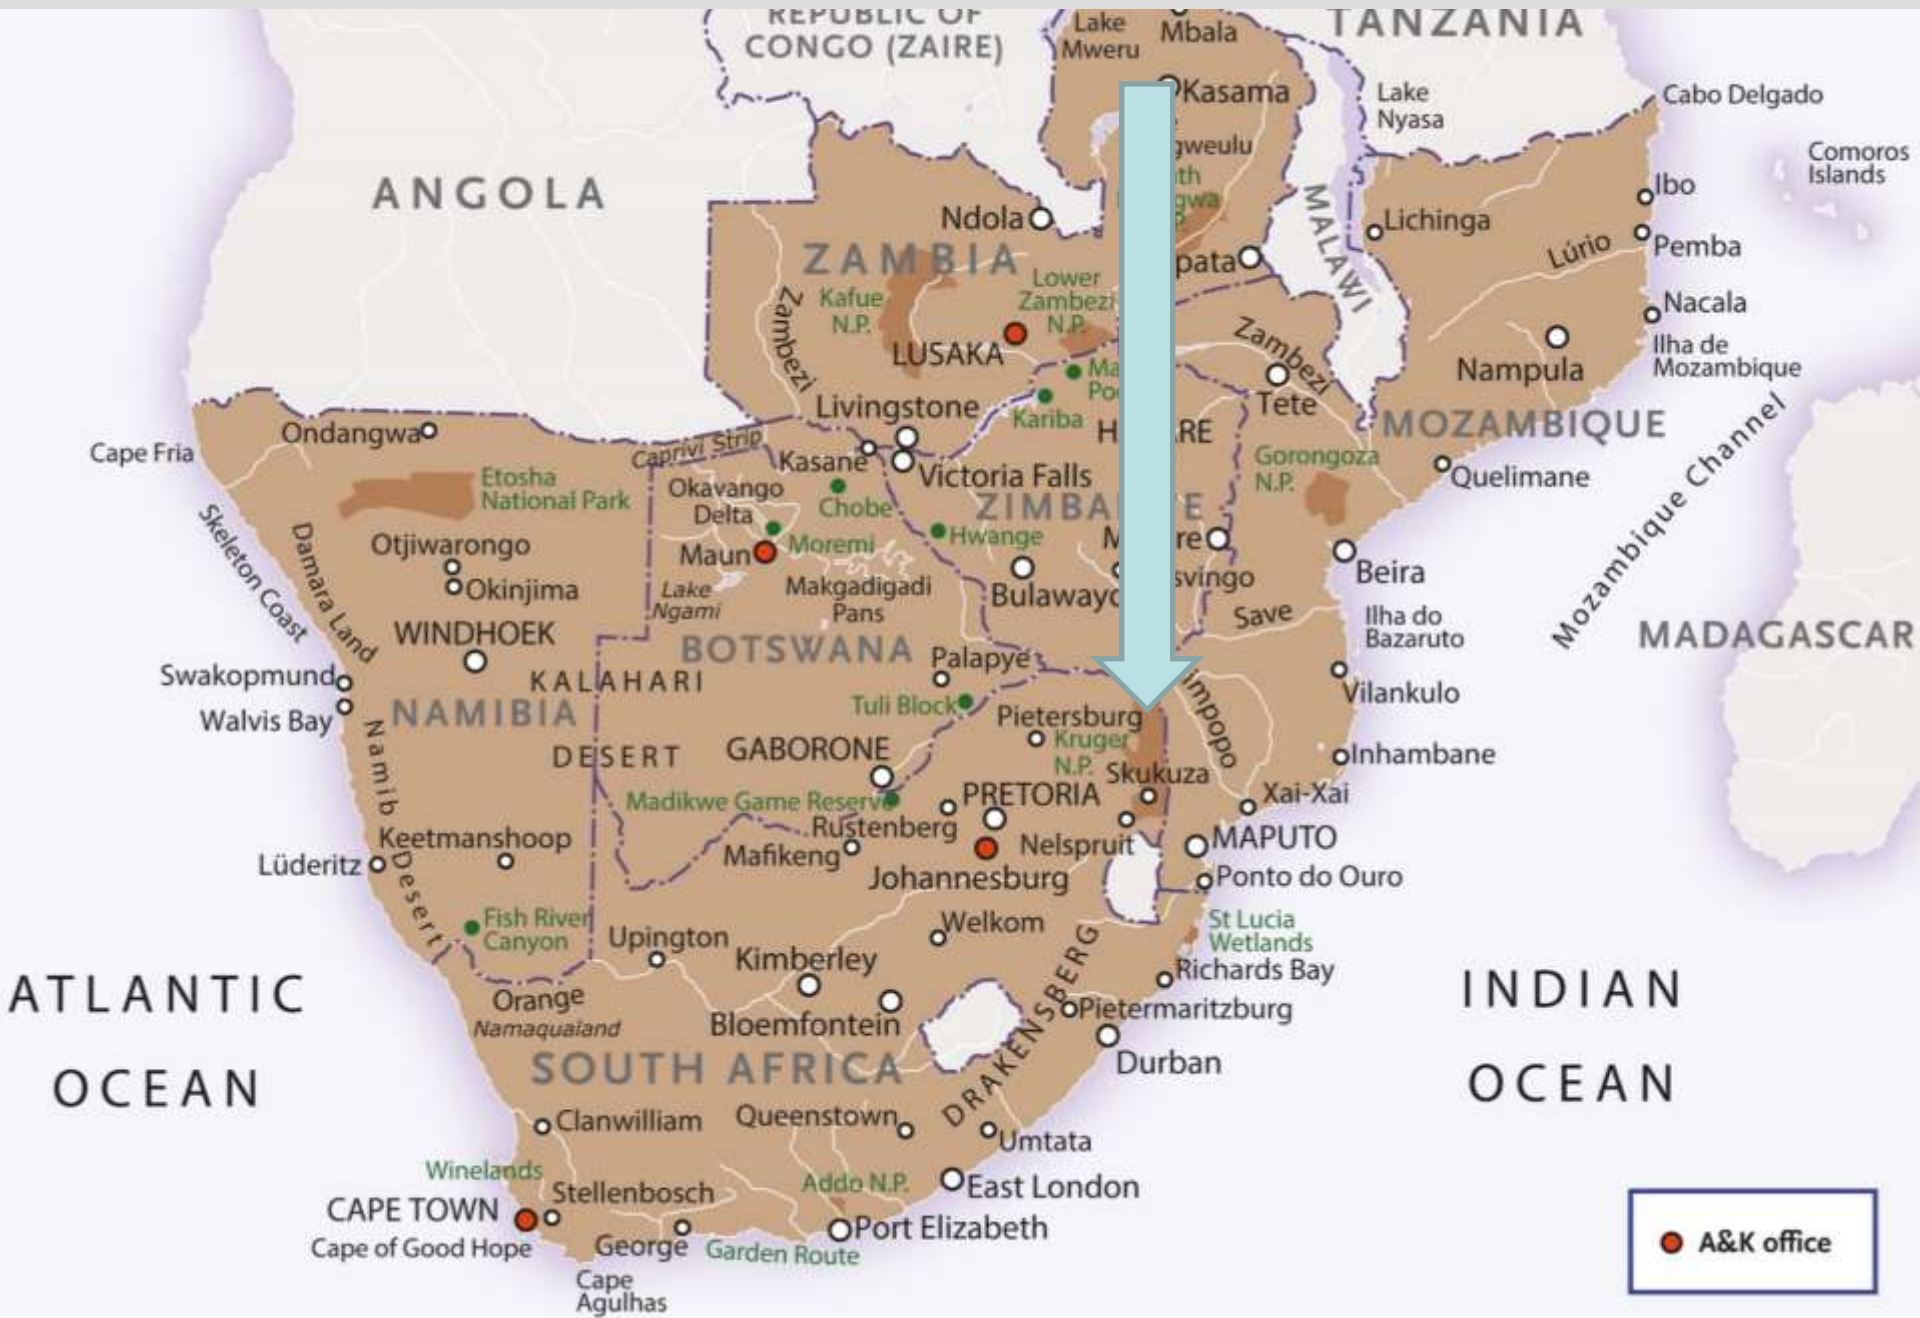 REPUBLIC OF
CONGO (ZAIRE)
Lake
Mweru
Mbala
TANZANIA
Kasama
Lake
Nyasa
Cabo Delgado
Comoros
Islands
ANGOLA
gweulu
Ibo
Ndola
MALAWI
Lichinga
Lúrio
Pemba
ZAMBIA
pata
Kafue
N.P.
Zambezi
Lower
Zambezi
N.P.
LUSAKA
Nacala
Zambezi
Nampula
Ilha de
Mozambique
Livingstone
Kariba
Tete
MOZAMBIQUE
Ondangwa
Cape Fria
Caprivi Strip
Kasane
Victoria Falls
Gorongoza
N.P.
Quelimane
Mozambique Channel
Etosha
National Park
Okavango
Delta
Chobe
Skeleton Coast
Damara Land
Otjiwarongo
Okinjima
Maun
Moremi
Hwange
Lake
Ngami
Makgadigadi
Pans
Beira
svingo
Save
Ilha do
Bazaruto
MADAGASCAR
WINDHOEK
BOTSWANA
Palapye
Swakopmund
KALAHARI
Walvis Bay
NAMIBIA
Tuli Block
Vilankulo
Pietersburg
Kruger
N.P.
DESERT
GABORONE
Skukuza
Inhambane
Namib Desert
Madikwe Game Reserve
PRETORIA
Xai-Xai
Rustenberg
Keetmanshoop
Mafikeng
Nelspruit
MAPUTO
Lüderitz
Johannesburg
Ponto do Ouro
Fish River
Canyon
Welkom
St Lucia
Wetlands
Upington
Kimberley
Richards Bay
ATLANTIC
OCEAN
INDIAN
OCEAN
Orange
Namaquaiand
Bloemfontein
DRAKENSBERG
Pietermaritzburg
SOUTH AFRICA
Durban
Clanwilliam
Queenstown
Umtata
Winelands
Stellenbosch
Addo N.P.
East London
CAPE TOWN
Cape of Good Hope
George
Garden Route
Port Elizabeth
Cape
Agulhas
A&K office